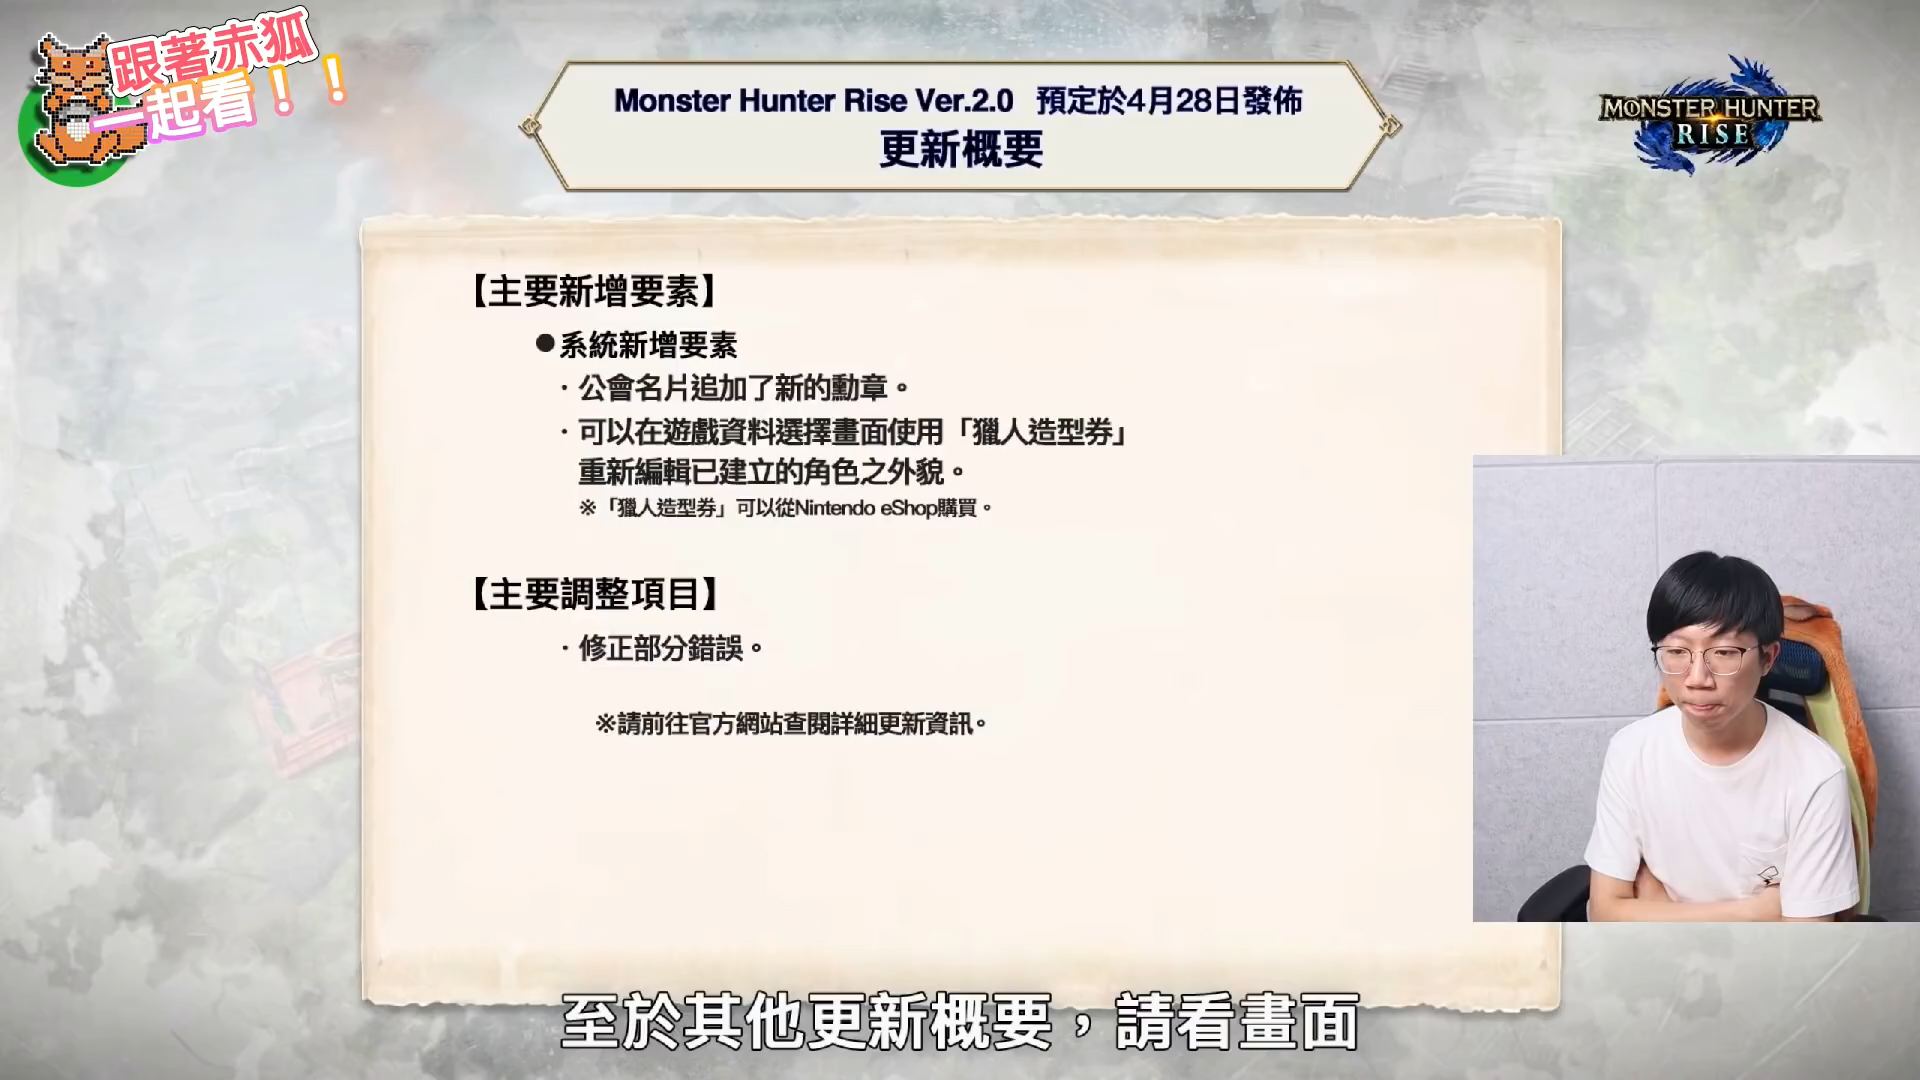 跟著赤狐
一起看！！
Monster Hunter Rise Ver.2.0 預定於4月28日發佈
更新概要
MONSTER HUNTER
RISE
【主要新增要素】
●系統新增要素
・公會名片追加了新的勳章。
・可以在遊戲資料選擇畫面使用「獵人造型券」
重新編輯已建立的角色之外貌。
※「獵人造型券」可以從Nintendo eShop購買。
【主要調整項目】
・修正部分錯誤。
※請前往官方網站查閱詳細更新資訊。
至於其他更新概要，請看畫面